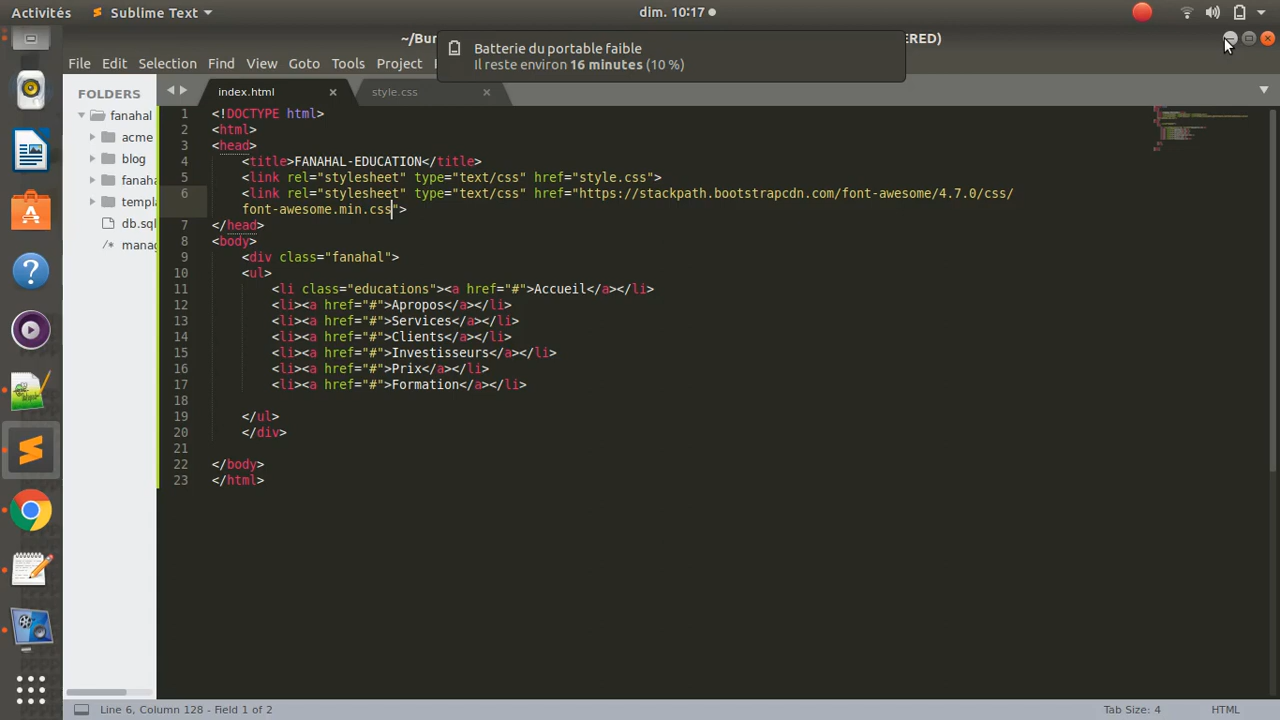 Activités Sublime Text dim. 10:17
~/Bu ERED)
Batterie du portable faible
Il reste environ 16 minutes (10 %)
File Edit Selection Find View Goto Tools Project
FOLDERS
fanahal
acme
blog
fanaha
templa
db.sql
manag
index.html style.css
1 <!DOCTYPE html>
2 <html>
3 <head>
4 <title>FANAHAL-EDUCATION</title>
5 <link rel="stylesheet" type="text/css" href="style.css">
6 <link rel="stylesheet" type="text/css" href="https://stackpath.bootstrapcdn.com/font-awesome/4.7.0/css/
font-awesome.min.css">
7 </head>
8 <body>
9 <div class="fanahal">
10 <ul>
11 <li class="educations"><a href="#">Accueil</a></li>
12 <li><a href="#">Apropos</a></li>
13 <li><a href="#">Services</a></li>
14 <li><a href="#">Clients</a></li>
15 <li><a href="#">Investisseurs</a></li>
16 <li><a href="#">Prix</a></li>
17 <li><a href="#">Formation</a></li>
18
19 </ul>
20 </div>
21
22 </body>
23 </html>
Line 6, Column 128 - Field 1 of 2 Tab Size: 4 HTML